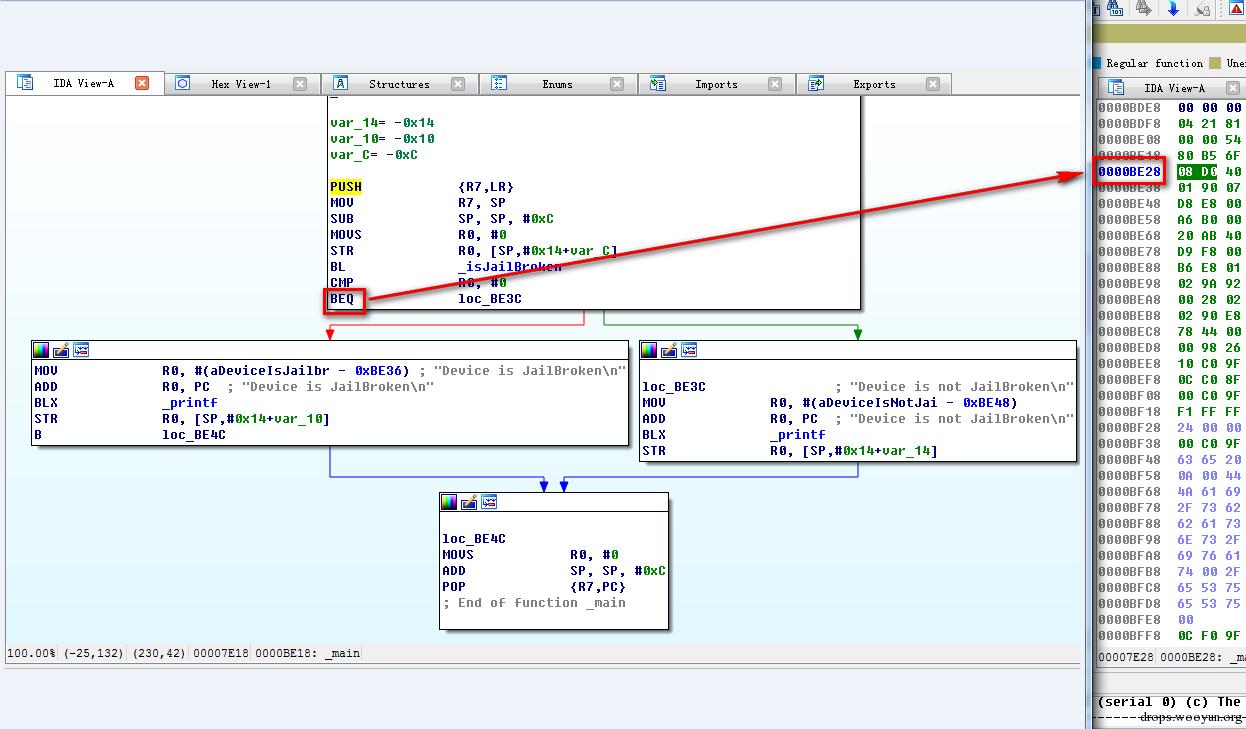 Regular function Une
IDA View-A
Hex View-1
Structures
Enums
Imports
Exports
IDA View-A
var_14= -0x14
var_10= -0x10
var_C= -0xC
PUSH {R7,LR}
MOV R7, SP
SUB SP, SP, #0xC
MOVS R0, #0
STR R0, [SP,#0x14+var_C]
BL _isJailBroken
CMP R0, #0
BEQ loc_BE3C
MOV R0, #(aDeviceIsJailbr - 0xBE36) ; "Device is JailBroken\n"
ADD R0, PC ; "Device is JailBroken\n"
BLX _printf
STR R0, [SP,#0x14+var_10]
B loc_BE4C
loc_BE3C ; "Device is not JailBroken\n"
MOV R0, #(aDeviceIsNotJai - 0xBE48)
ADD R0, PC ; "Device is not JailBroken\n"
BLX _printf
STR R0, [SP,#0x14+var_14]
loc_BE4C
MOVS R0, #0
ADD SP, SP, #0xC
POP {R7,PC}
; End of function _main
100.00% (-25,132) (230,42) 00007E18 0000BE18: _main
0000BDE8 00 00 00
0000BDF8 04 21 81
0000BE08 00 00 54
0000BE18 80 B5 6F
0000BE28 08 D0 40
0000BE38 01 90 07
0000BE48 D8 E8 00
0000BE58 A6 B0 00
0000BE68 20 AB 40
0000BE78 D9 F8 00
0000BE88 B6 E8 01
0000BE98 02 9A 92
0000BEA8 00 28 02
0000BEB8 02 90 E8
0000BEC8 78 44 00
0000BED8 00 98 26
0000BEE8 10 C0 9F
0000BEF8 0C C0 8F
0000BF08 00 C0 9F
0000BF18 F1 FF FF
0000BF28 24 00 00
0000BF38 00 C0 9F
0000BF48 63 65 20
0000BF58 0A 00 44
0000BF68 4A 61 69
0000BF78 2F 73 62
0000BF88 62 61 73
0000BF98 6E 73 2F
0000BFA8 69 76 61
0000BFB8 74 00 2F
0000BFC8 65 53 75
0000BFD8 65 53 75
0000BFE8 00
0000BFF8 0C F0 9F
00007E28 0000BE28: _ma
(serial 0) (c) The
drops.wooyun.org